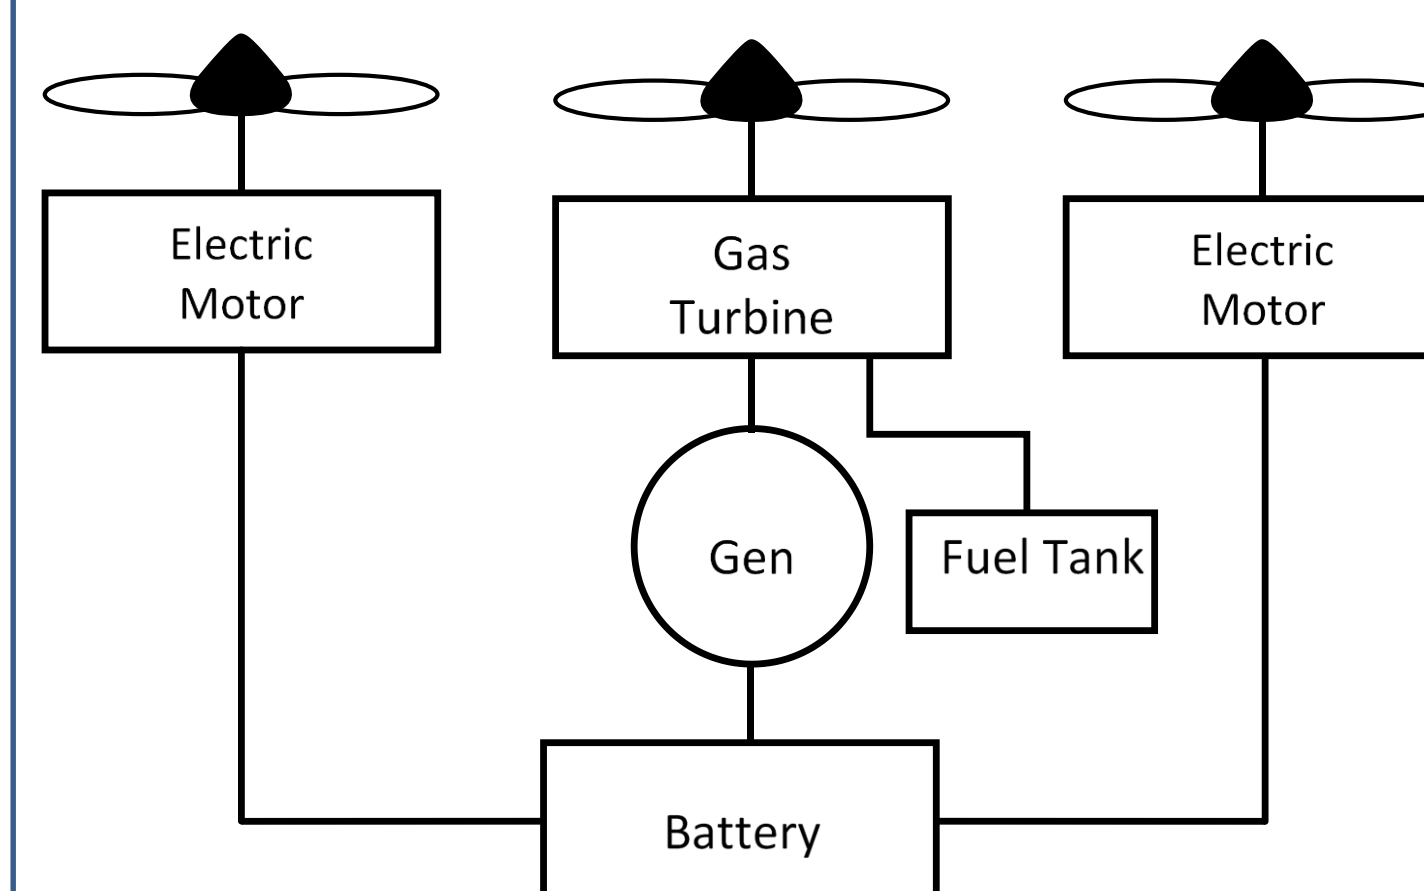 Electric
Motor
Gas
Turbine
Electric
Motor
Gen
Fuel Tank
Battery